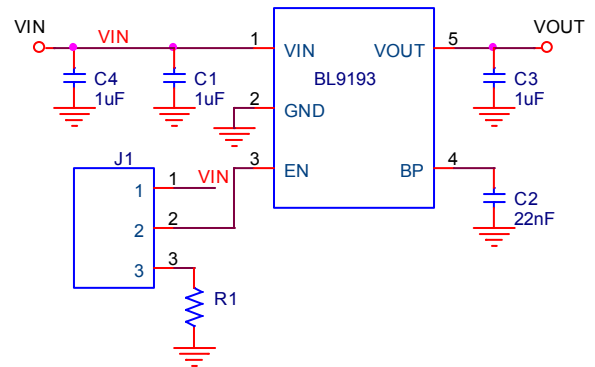 VIN
VIN
1
VIN
VOUT
5
VOUT
C4
1uF
C1
1uF
BL9193
C3
1uF
2
GND
J1
3
EN
BP
4
1
1
VIN
C2
22nF
2
2
3
3
R1